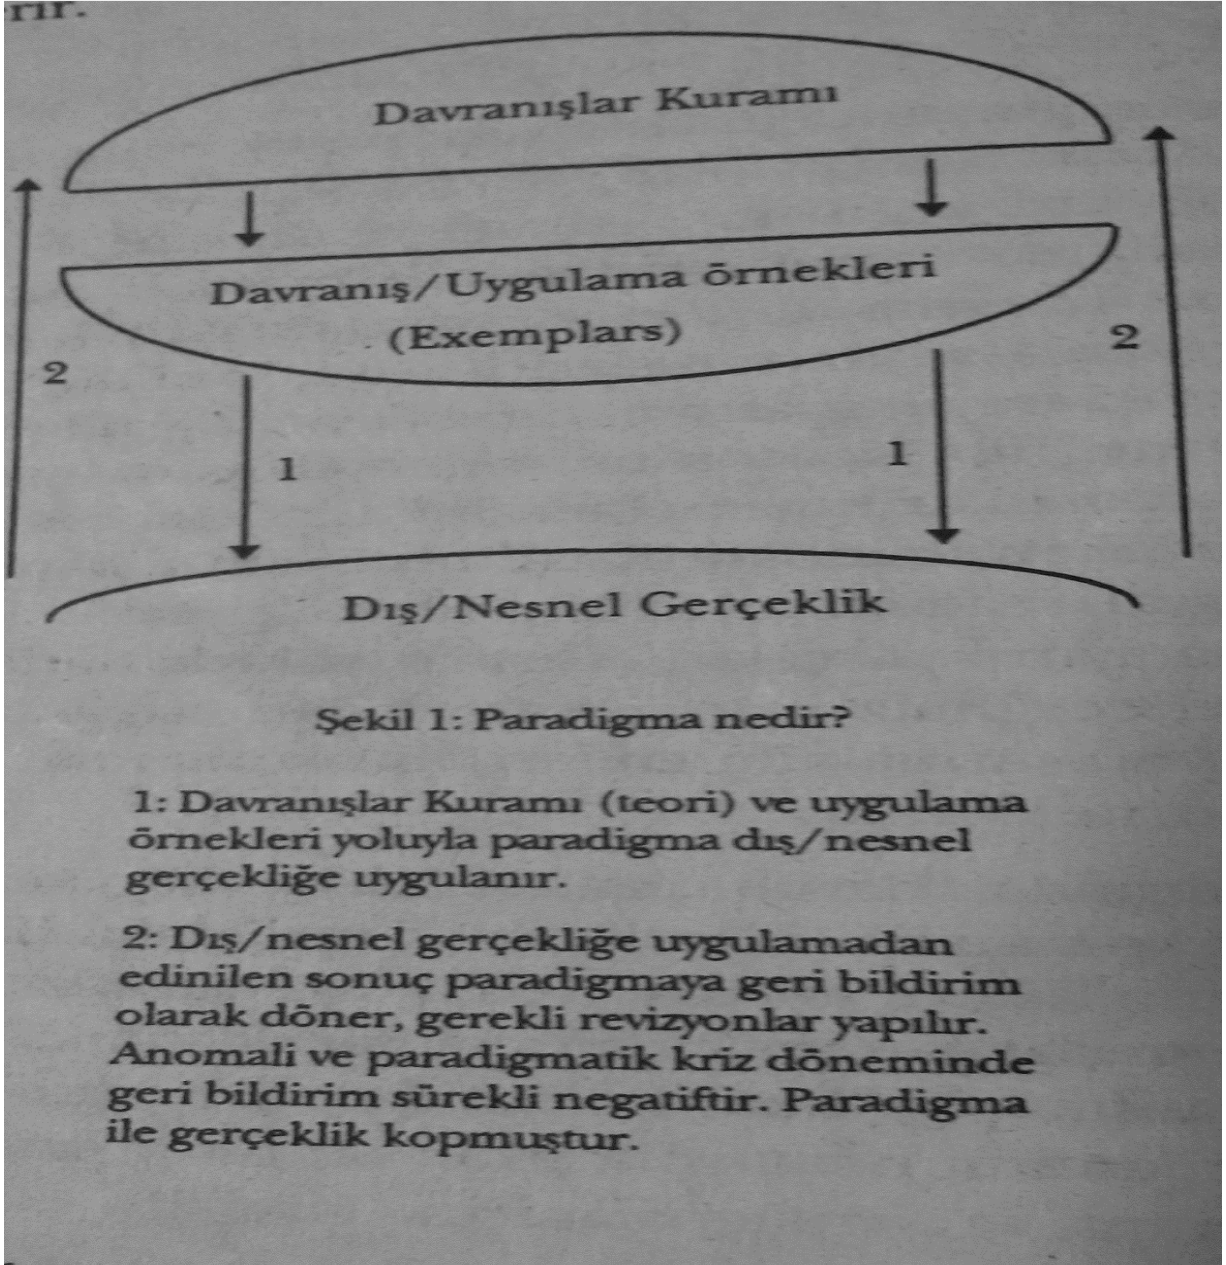 Davranışlar Kuramı
Davranış/Uygulama örnekleri
(Exemplars)
2
2
1
1
Dış/Nesnel Gerçeklik
Şekil 1: Paradigma nedir?
1: Davranışlar Kuramı (teori) ve uygulama
örnekleri yoluyla paradigma dış/nesnel
gerçekliğe uygulanır.
2: Dış/nesnel gerçekliğe uygulamadan
edinilen sonuç paradigmaya geri bildirim
olarak döner, gerekli revizyonlar yapılır.
Anomali ve paradigmatik kriz döneminde
geri bildirim sürekli negatiftir. Paradigma
ile gerçeklik kopmuştur.